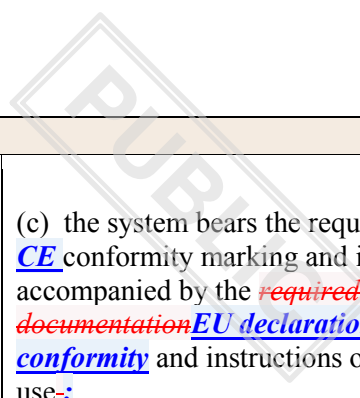 PUBLIC
(c) the system bears the requ
CE conformity marking and i
accompanied by the required
documentationEU declaratio
conformity and instructions o
use-;